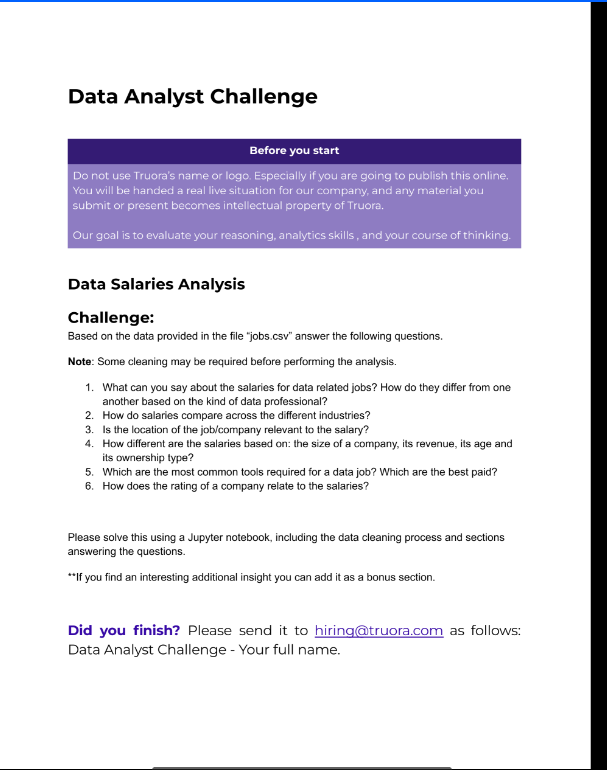 Data Analyst Challenge
Before you start
Do not use Truora's name or logo. Especially if you are going to publish this online.
You will be handed a real live situation for our company, and any material you
submit or present becomes intellectual property of Truora.
Our goal is to evaluate your reasoning, analytics skills , and your course of thinking.
Data Salaries Analysis
Challenge:
Based on the data provided in the file “jobs.csv” answer the following questions.
Note: Some cleaning may be required before performing the analysis.
1. What can you say about the salaries for data related jobs? How do they differ from one
another based on the kind of data professional?
2. How do salaries compare across the different industries?
3. Is the location of the job/company relevant to the salary?
4. How different are the salaries based on: the size of a company, its revenue, its age and
its ownership type?
5. Which are the most common tools required for a data job? Which are the best paid?
6. How does the rating of a company relate to the salaries?
Please solve this using a Jupyter notebook, including the data cleaning process and sections
answering the questions.
**If you find an interesting additional insight you can add it as a bonus section.
Did you finish? Please send it to hiring@truora.com as follows:
Data Analyst Challenge - Your full name.